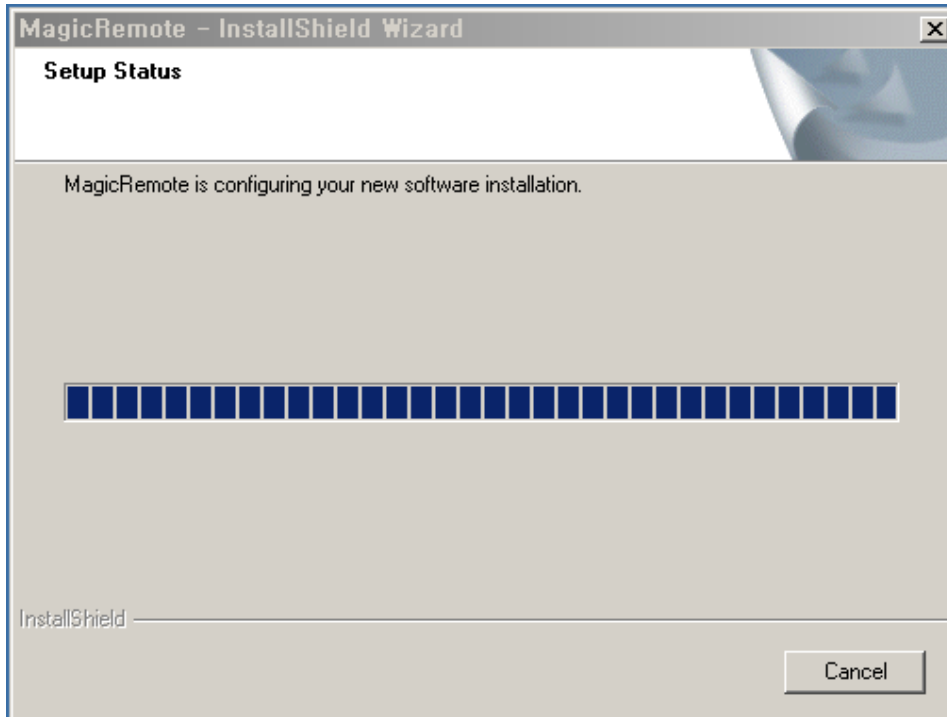 MagicRemote - InstallShield Wizard
Setup Status
MagicRemote is configuring your new software installation.
InstallShield
Cancel